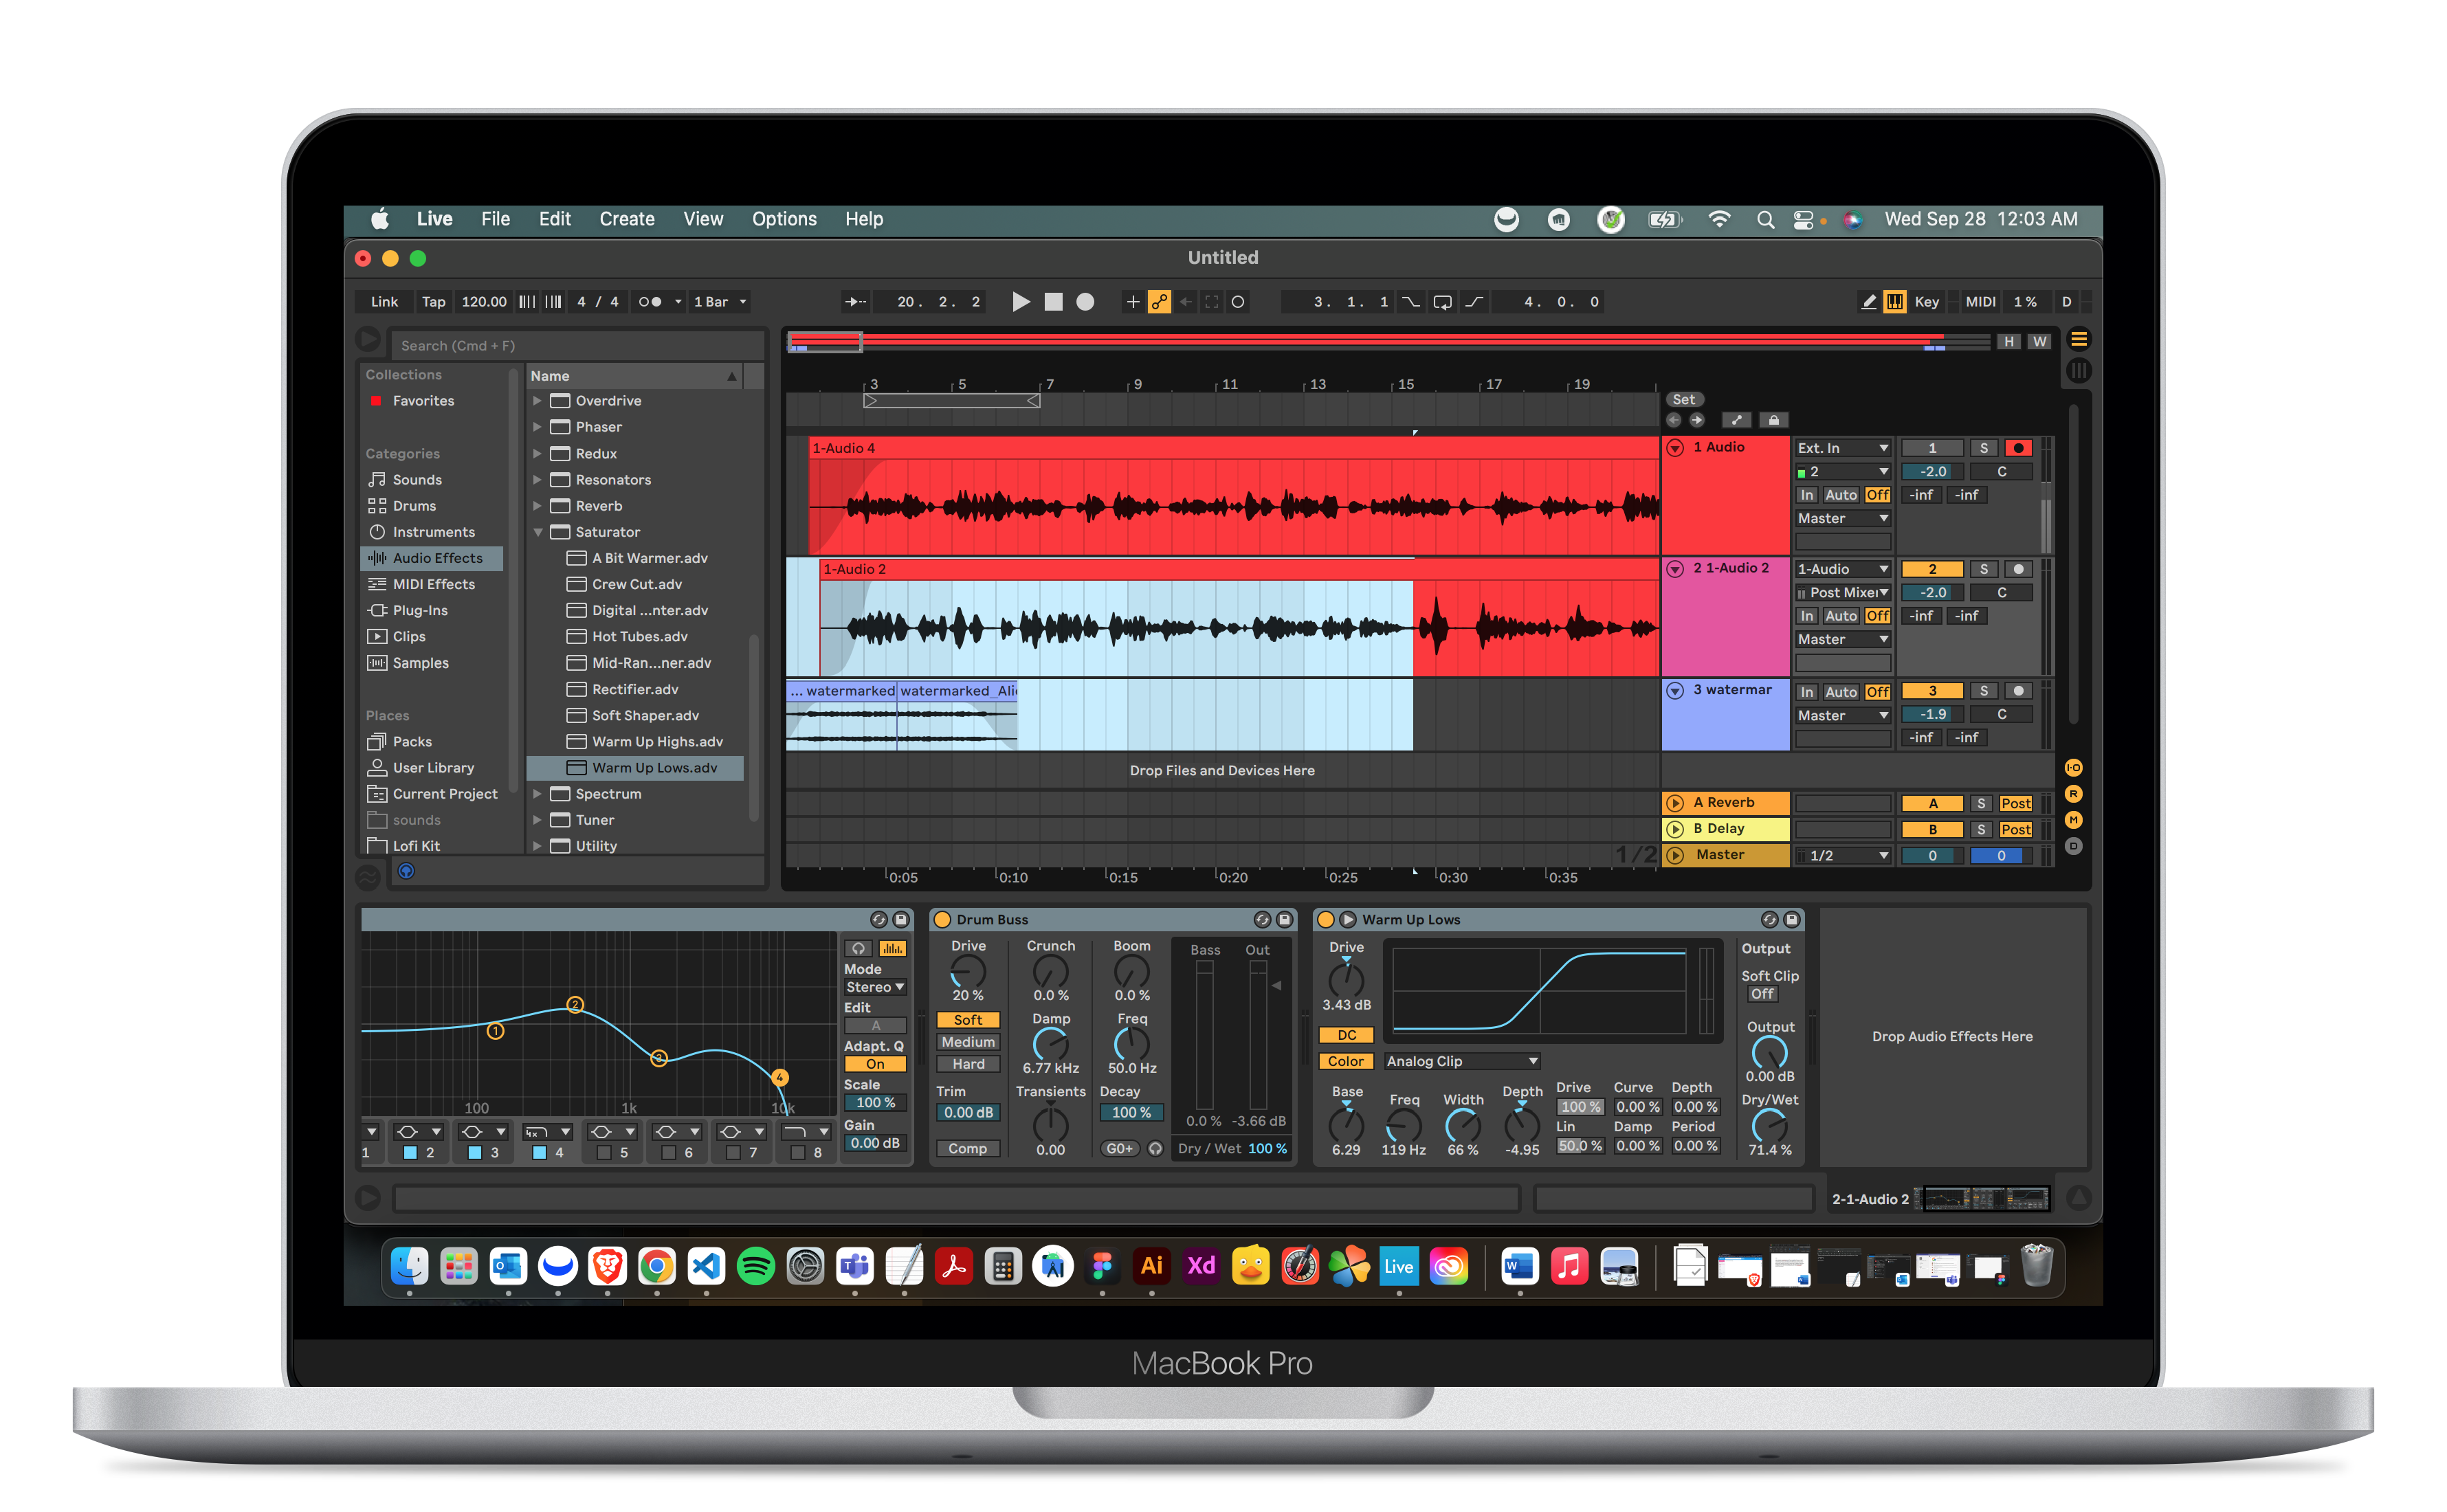 Live File Edit Create View Options Help Wed Sep 28 12:03 AM
Untitled
Link Tap 120.00 4 / 4 1 Bar 20. 2. 2 3. 1. 1 4. 0. 0 Key MIDI 1 % D
Search (Cmd + F)
H W
Collections
Favorites
Categories
Sounds
Drums
Instruments
Audio Effects
MIDI Effects
Plug-Ins
Clips
Samples
Places
Packs
User Library
Current Project
sounds
Lofi Kit
Name
Overdrive
Phaser
Redux
Resonators
Reverb
Saturator
A Bit Warmer.adv
Crew Cut.adv
Digital ...nter.adv
Hot Tubes.adv
Mid-Ran...ner.adv
Rectifier.adv
Soft Shaper.adv
Warm Up Highs.adv
Warm Up Lows.adv
Spectrum
Tuner
Utility
3 5 7 9 11 13 15 17 19
Set
1-Audio 4
1 Audio Ext. In 1 S
2 -2.0 C
In Auto Off -inf -inf
Master
1-Audio 2
2 1-Audio 2 1-Audio 2 S
Post Mixer -2.0 C
In Auto Off -inf -inf
Master
... watermarked watermarked_Alie
3 watermar In Auto Off 3 S
Master -1.9 C
-inf -inf
Drop Files and Devices Here
A Reverb A S Post
B Delay B S Post
1/2 Master 1/2 0 0
0:05 0:10 0:15 0:20 0:25 0:30 0:35
I-O
R
M
D
100 1k 10k
1 2 3 4
1 2 3 4 5 6 7 8
Mode
Stereo
Edit
A
Adapt. Q
On
Scale
100 %
Gain
0.00 dB
Drum Buss
Drive Crunch Boom Bass Out
20 % 0.0 % 0.0 %
Soft Damp Freq
Medium
Hard 6.77 kHz 50.0 Hz
Trim Transients Decay
0.00 dB 100 % 0.0 % -3.66 dB
Comp 0.00 G0+ Dry / Wet 100 %
Warm Up Lows
Drive
3.43 dB
DC
Color Analog Clip
Base Freq Width Depth
6.29 119 Hz 66 % -4.95
Drive Curve Depth
100 % 0.00 % 0.00 %
Lin Damp Period
50.0 % 0.00 % 0.00 %
Output
Soft Clip
Off
Output
0.00 dB
Dry/Wet
71.4 %
Drop Audio Effects Here
2-1-Audio 2
Ai Xd Live
MacBook Pro